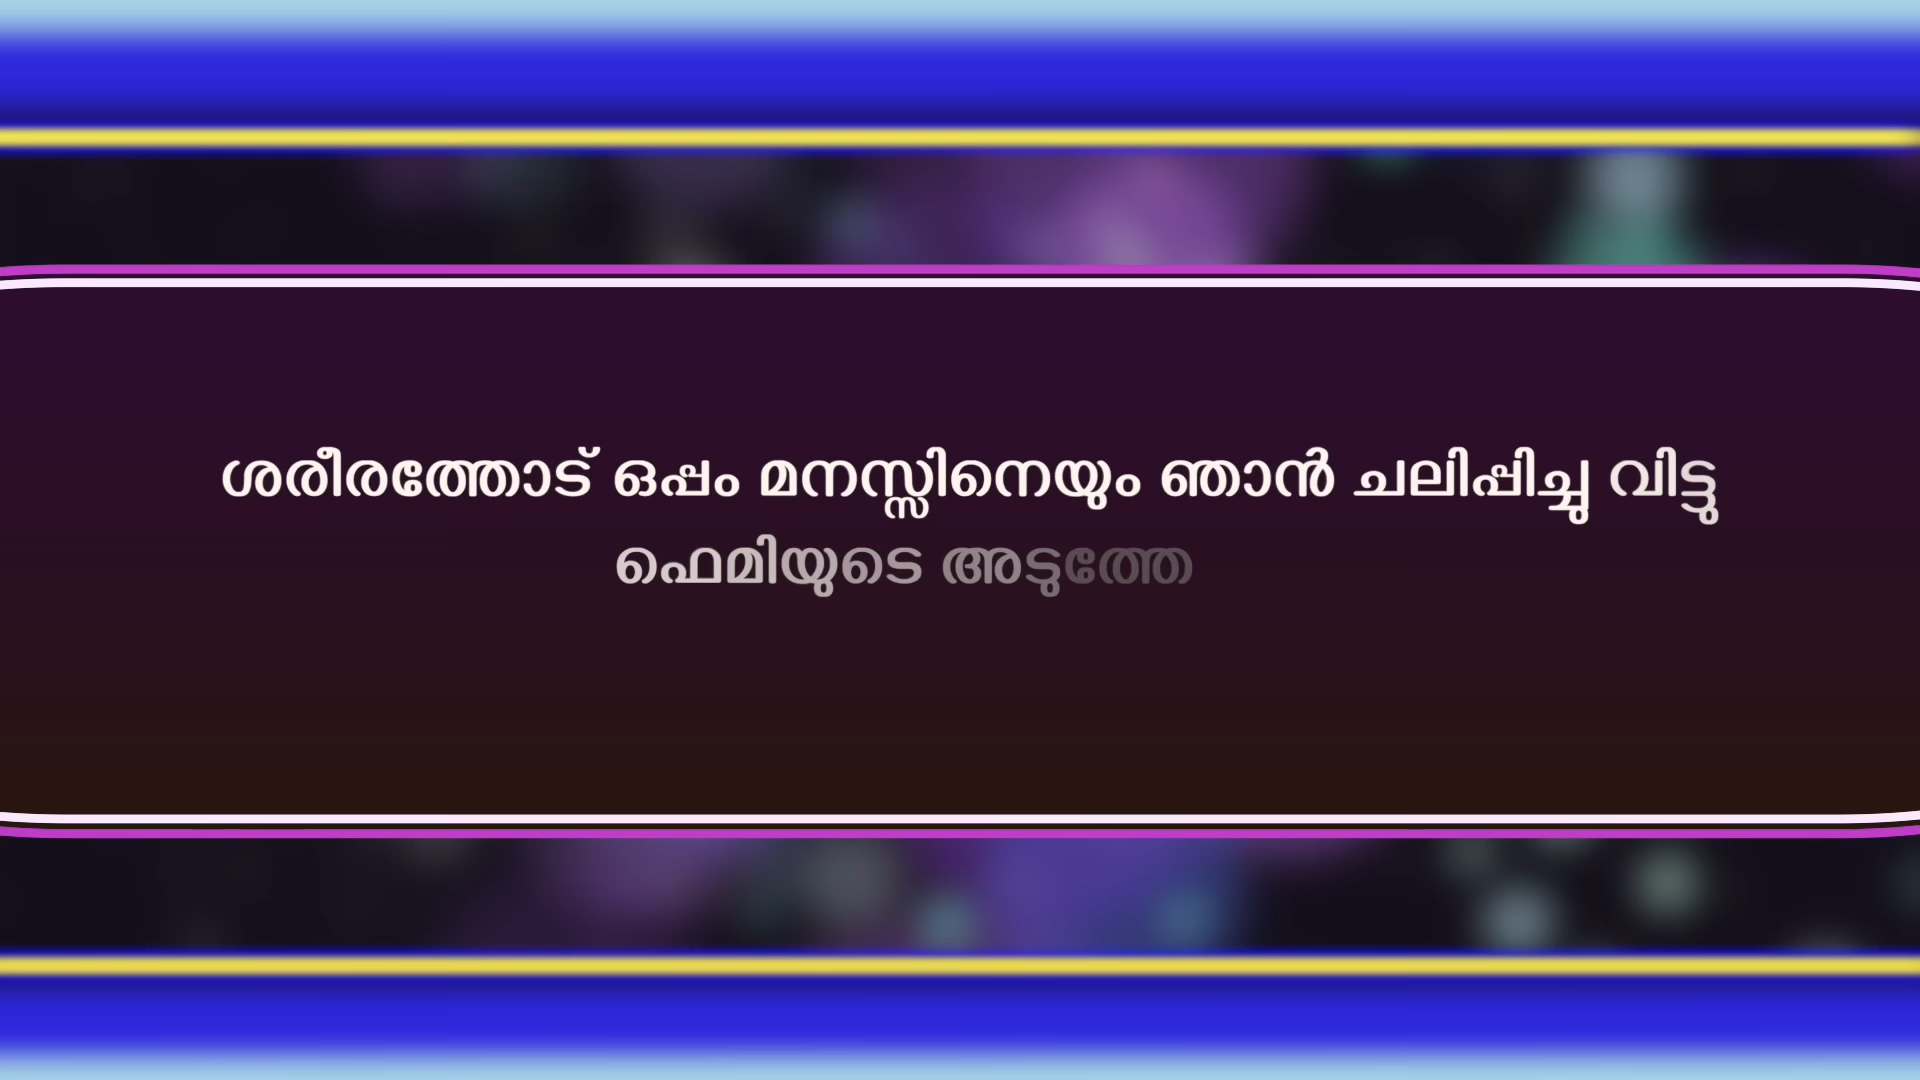 ശരീരത്തോട് ഒപ്പം മനസ്സിനെയും ഞാൻ ചലിപ്പിച്ചു വിട്ടു
ഫെമിയുടെ അടുത്തേ